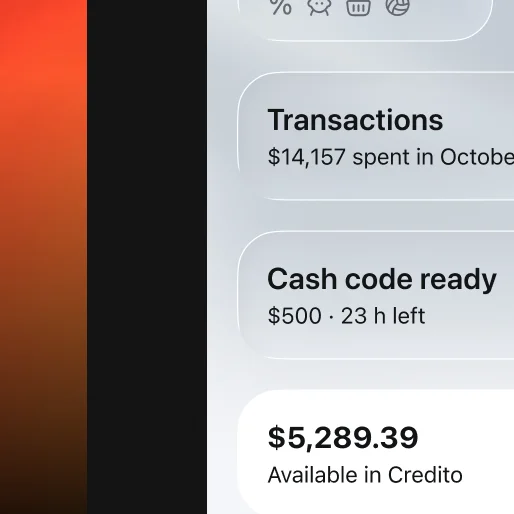 Transactions
$14,157 spent in Octobe
Cash code ready
$500 · 23 h left
$5,289.39
Available in Credito